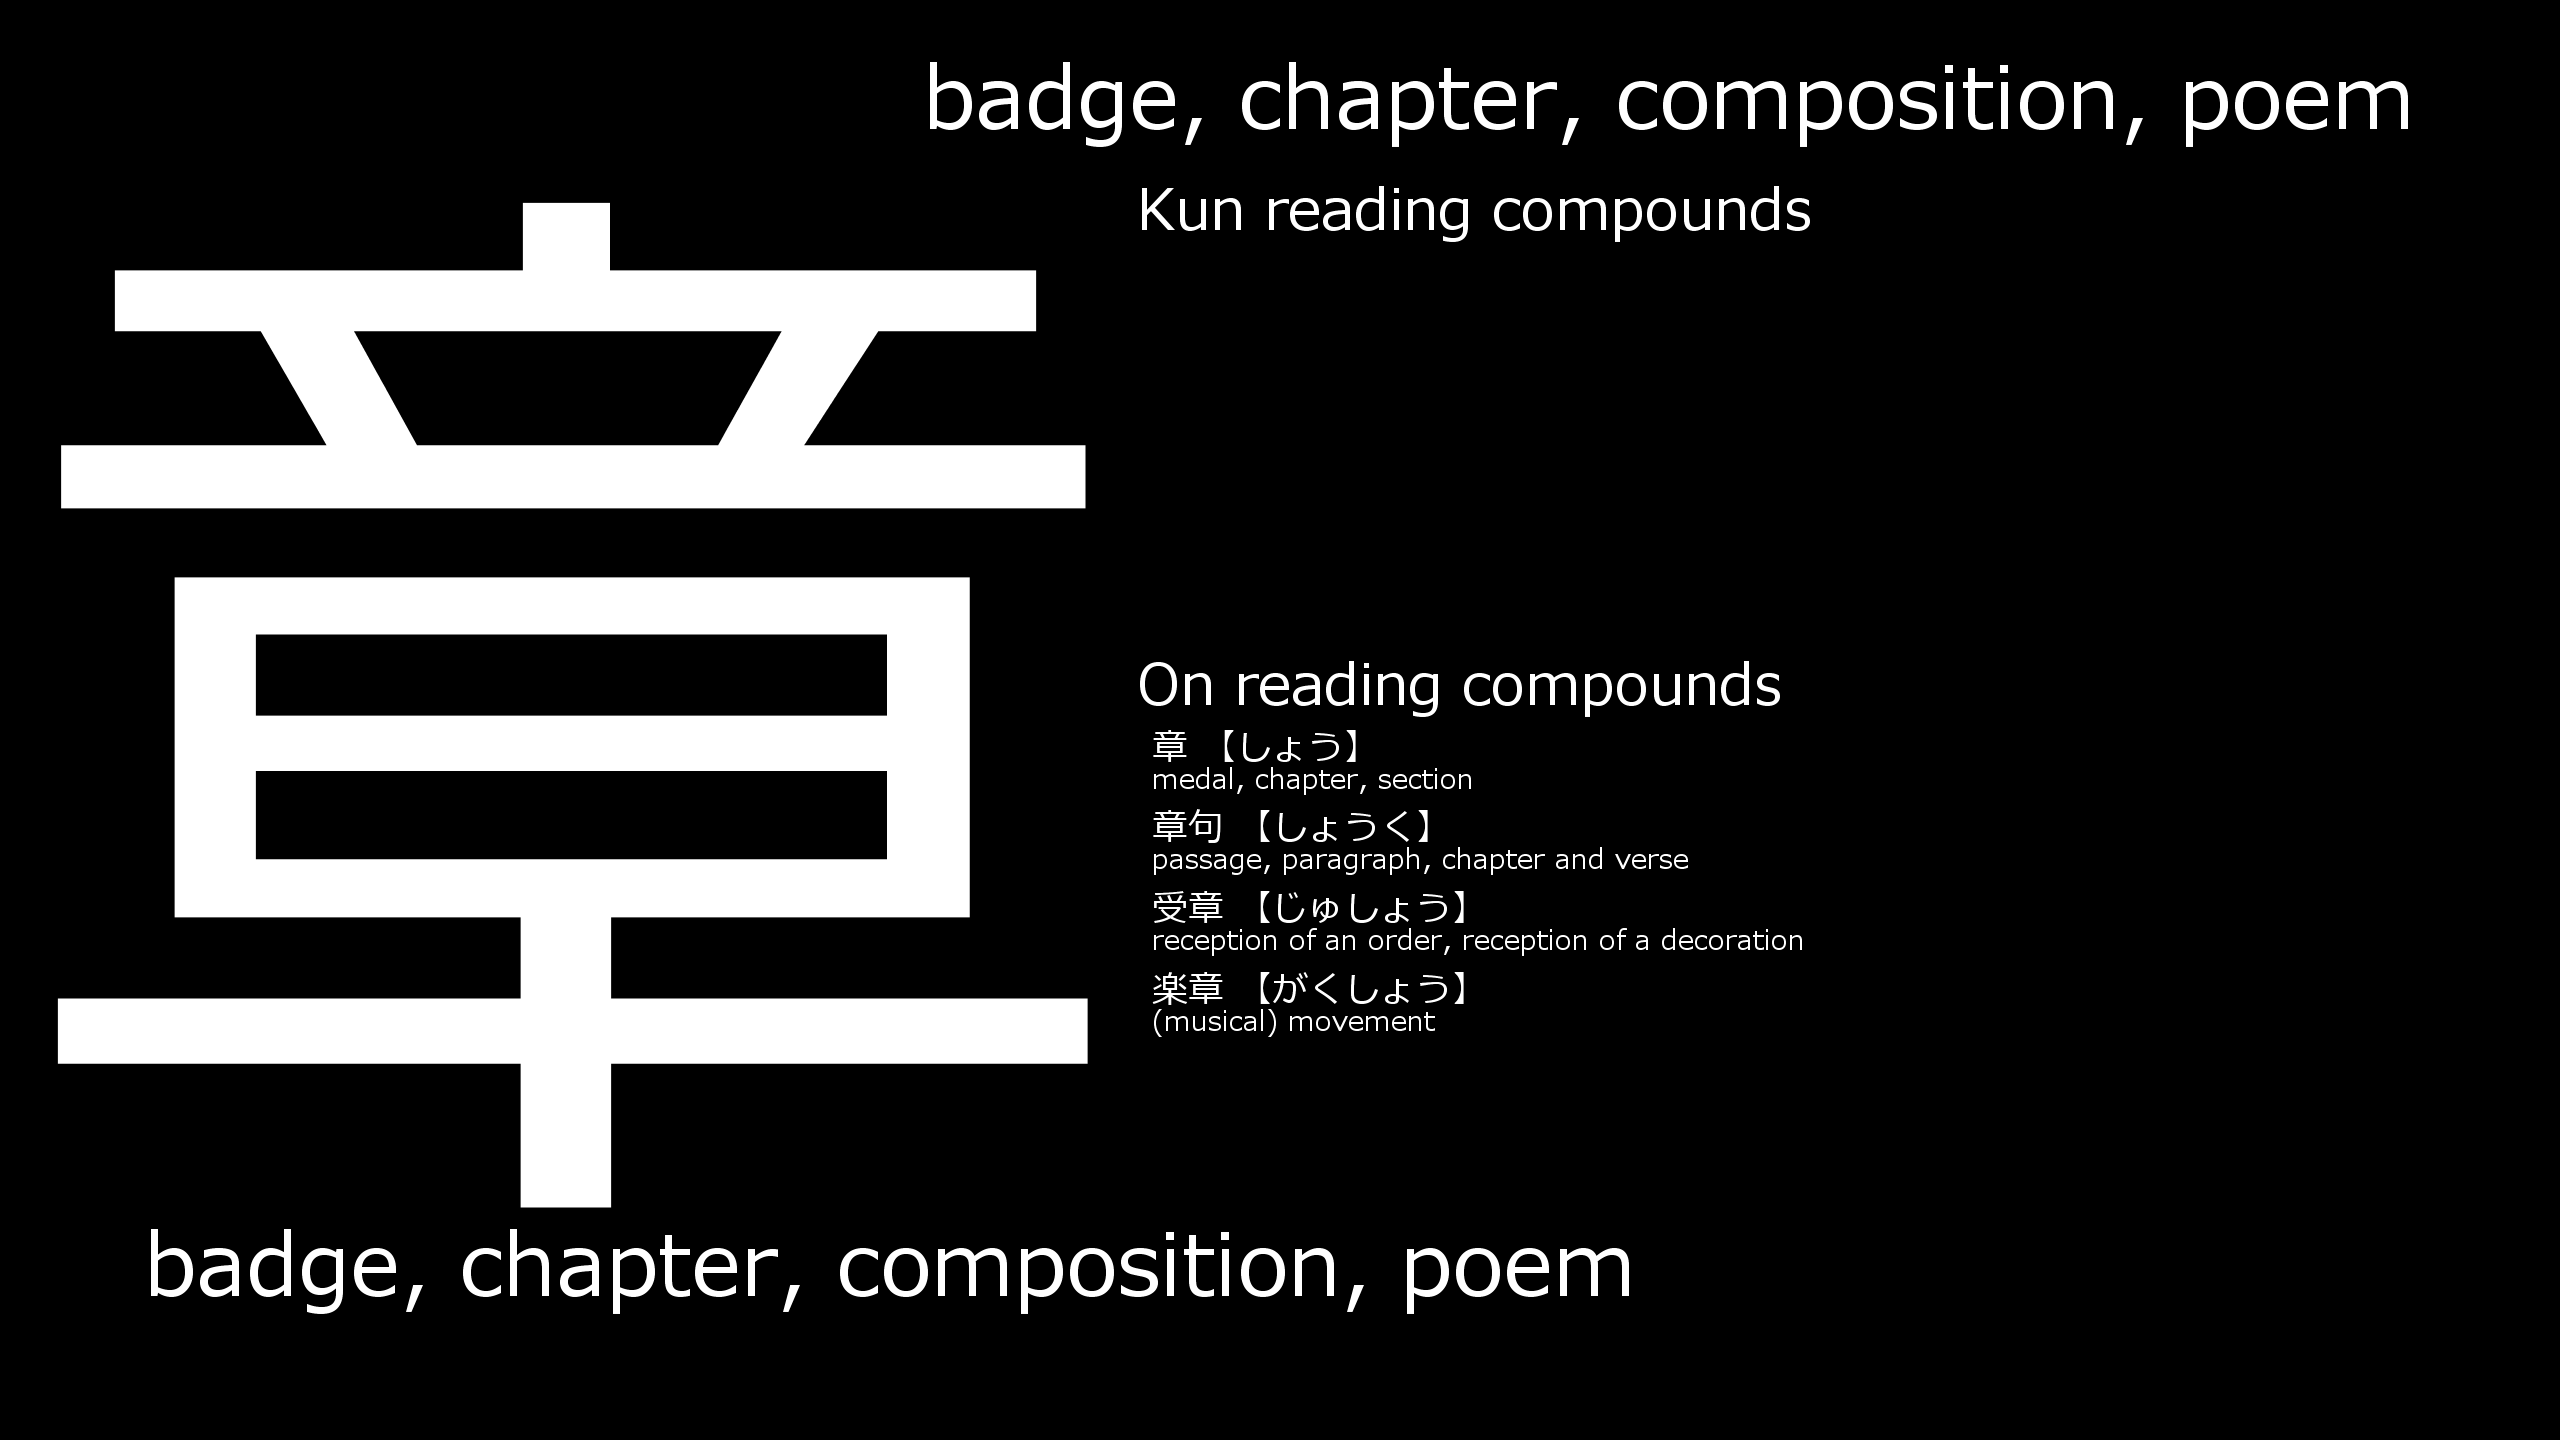 badge, chapter, composition, poem
章
Kun reading compounds
On reading compounds
章 【しょう】
medal, chapter, section
章句 【しょうく】
passage, paragraph, chapter and verse
受章 【じゅしょう】
reception of an order, reception of a decoration
楽章 【がくしょう】
(musical) movement
badge, chapter, composition, poem